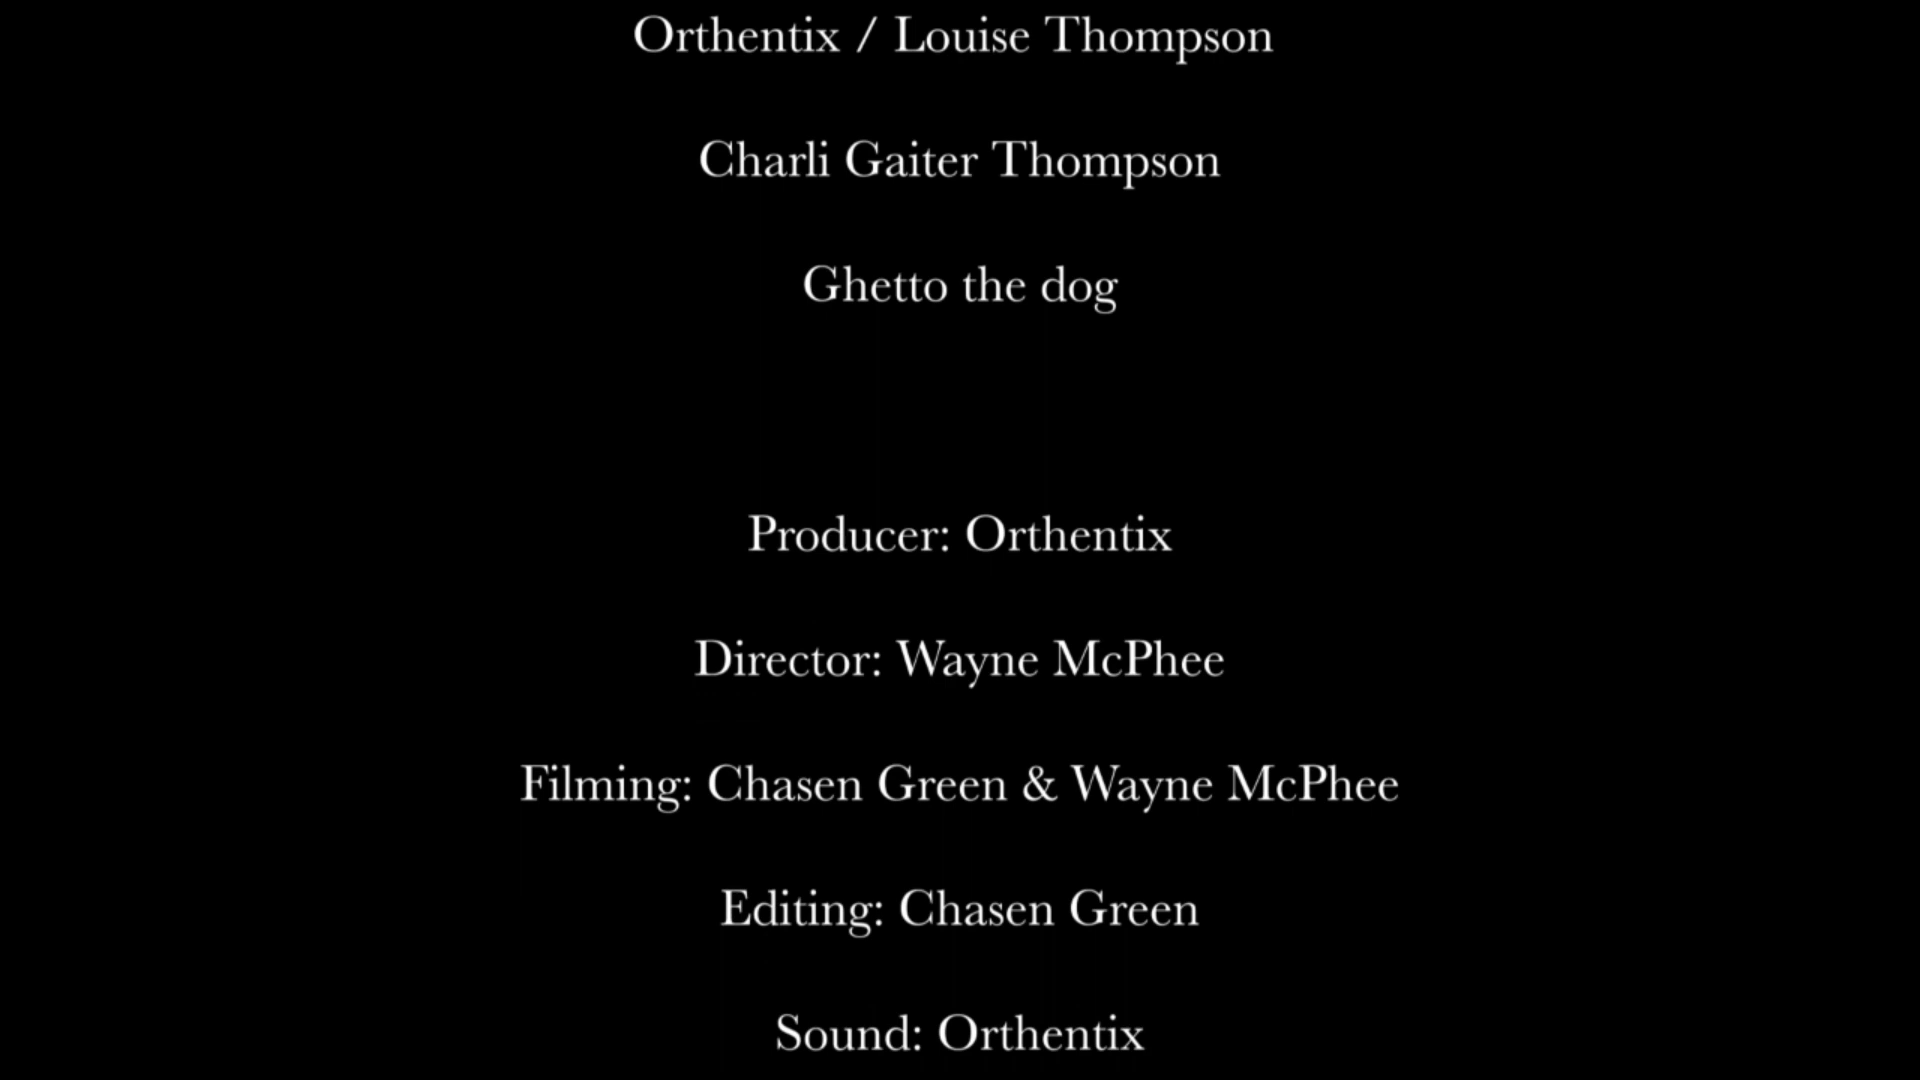 Orthentix / Louise Thompson
Charli Gaiter Thompson
Ghetto the dog
Producer: Orthentix
Director: Wayne McPhee
Filming: Chasen Green & Wayne McPhee
Editing: Chasen Green
Sound: Orthentix